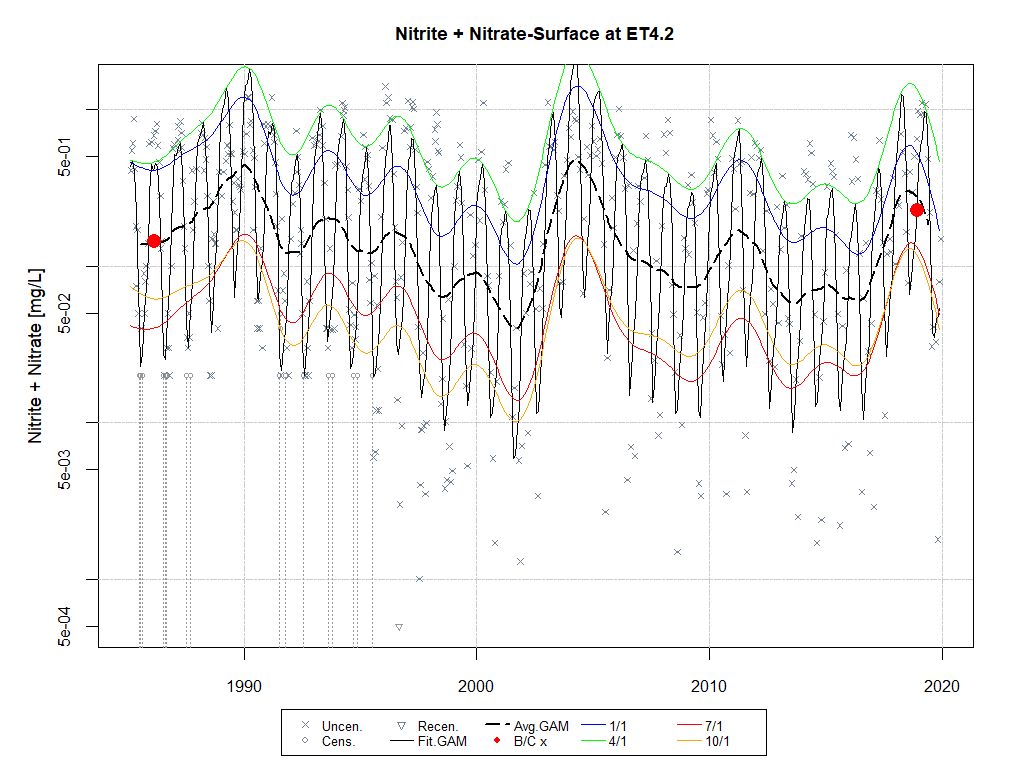 Nitrite + Nitrate-Surface at ET4.2
Nitrite + Nitrate [mg/L]
5e-01
5e-02
5e-03
5e-04
1990
2000
2010
2020
Uncen. Recen. Avg.GAM 1/1 7/1
Cens. Fit.GAM B/C x 4/1 10/1